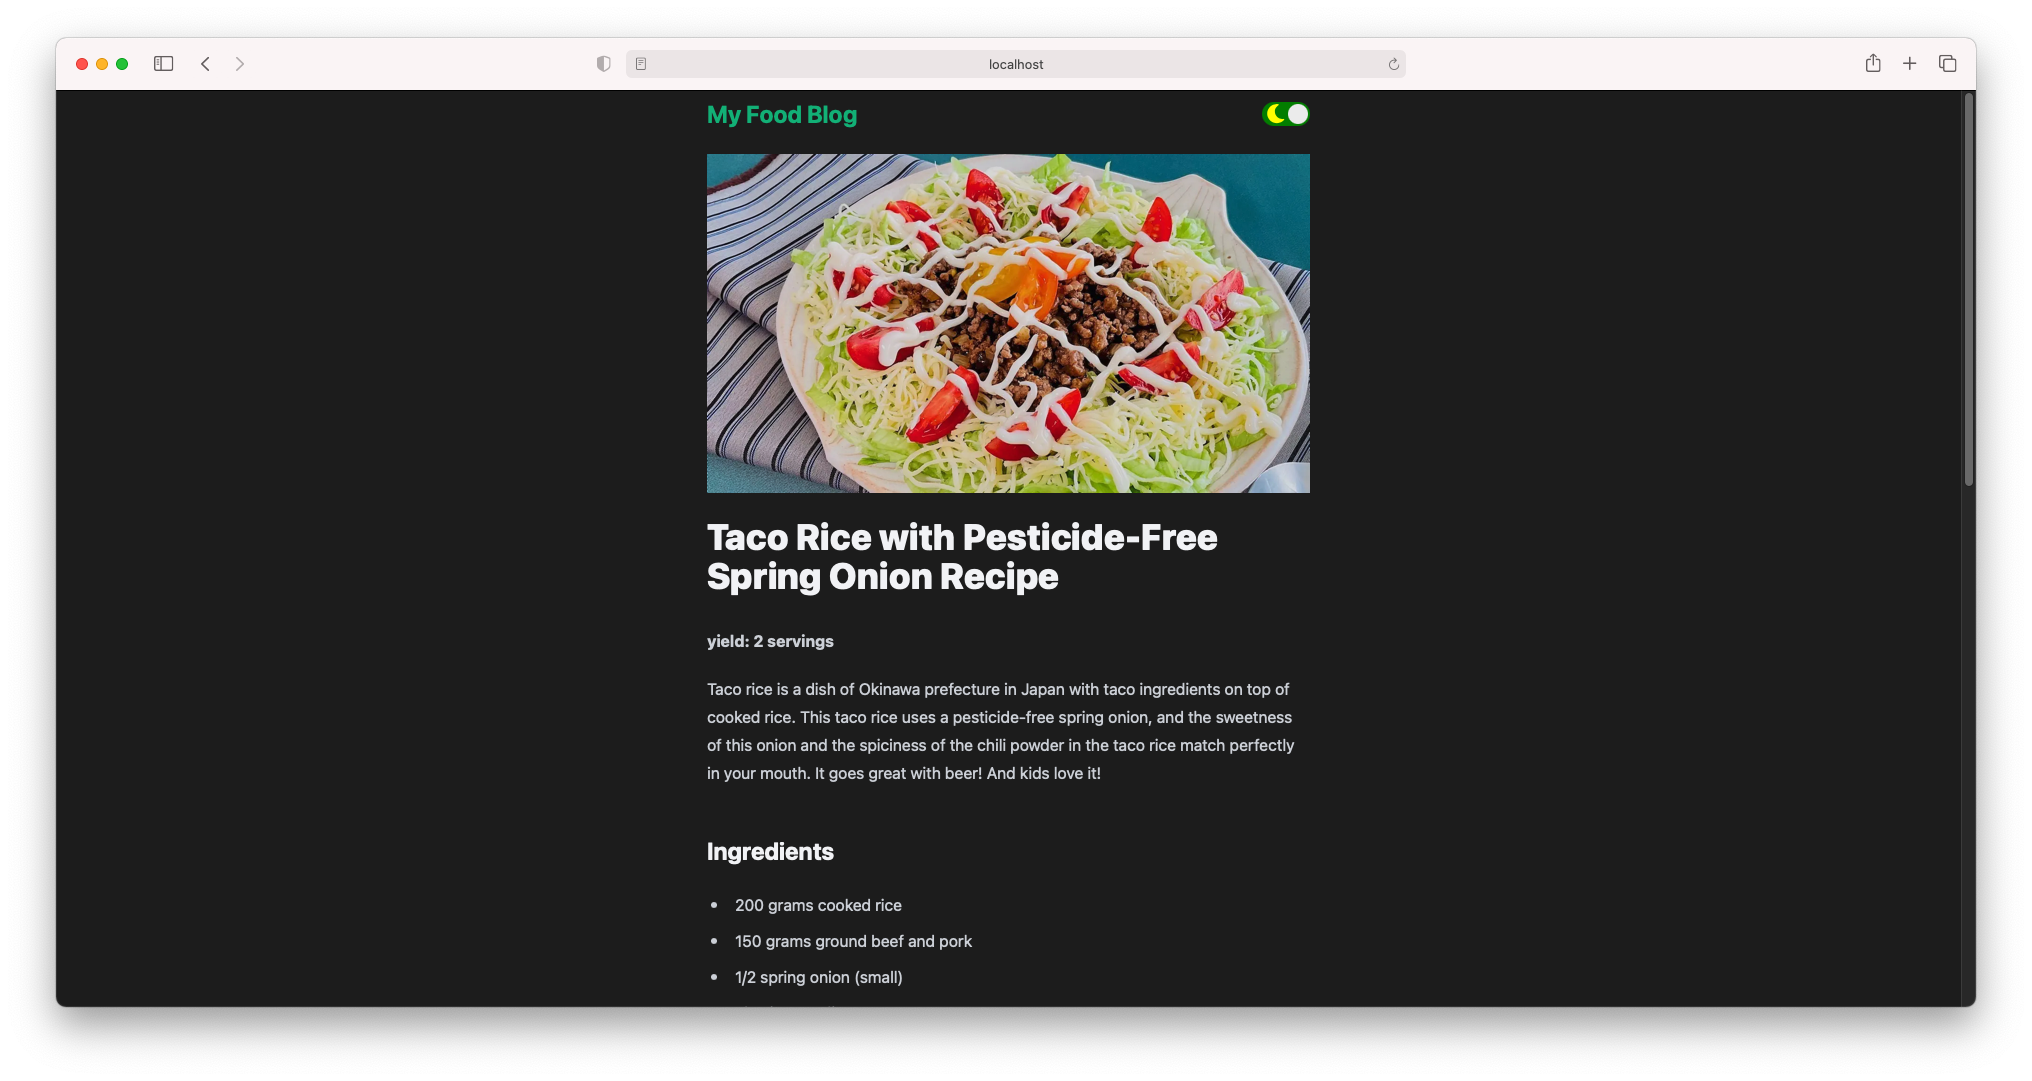 localhost
My Food Blog
Taco Rice with Pesticide-Free
Spring Onion Recipe
yield: 2 servings
Taco rice is a dish of Okinawa prefecture in Japan with taco ingredients on top of
cooked rice. This taco rice uses a pesticide-free spring onion, and the sweetness
of this onion and the spiciness of the chili powder in the taco rice match perfectly
in your mouth. It goes great with beer! And kids love it!
Ingredients
• 200 grams cooked rice
• 150 grams ground beef and pork
• 1/2 spring onion (small)